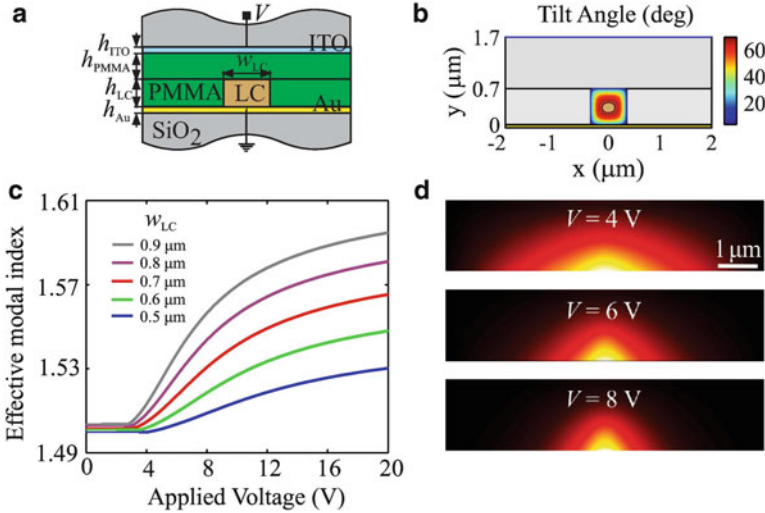 a
V
h_ITO
ITO
h_PMMA
w_LC
h_LC
PMMA
LC
h_Au
Au
SiO₂
b
Tilt Angle (deg)
1.7
0.7
0
y (μm)
-2
-1
0
1
2
x (μm)
60
40
20
c
w_LC
0.9 μm
0.8 μm
0.7 μm
0.6 μm
0.5 μm
1.61
1.57
1.53
1.49
Effective modal index
0
4
8
12
16
20
Applied Voltage (V)
d
V = 4 V
1 μm
V = 6 V
V = 8 V